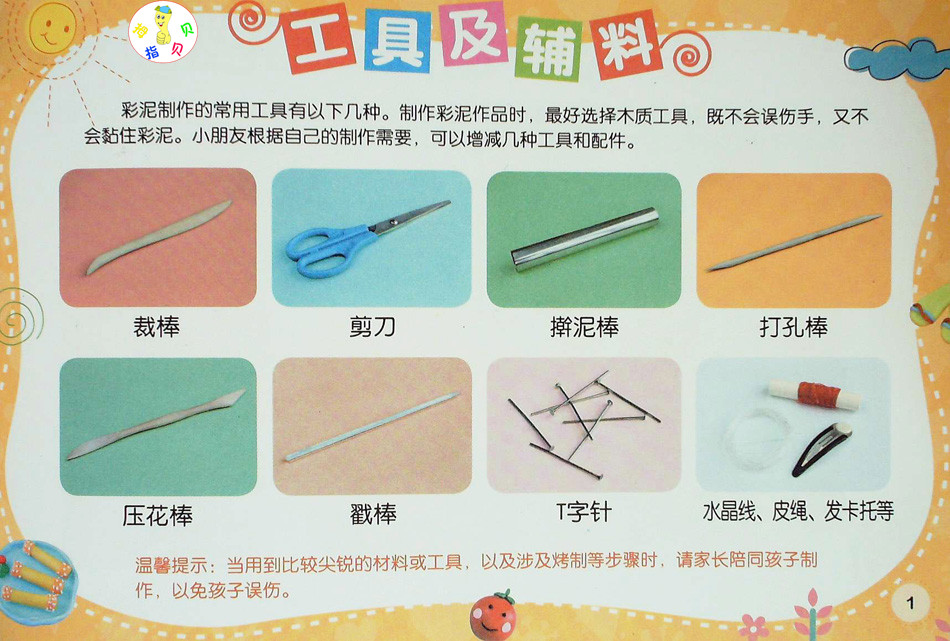 指 贝
指 贝
工具及辅料
彩泥制作的常用工具有以下几种。制作彩泥作品时，最好选择木质工具，既不会误伤手，又不
会黏住彩泥。小朋友根据自己的制作需要，可以增减几种工具和配件。
裁棒 剪刀 擀泥棒 打孔棒
压花棒 戳棒 T字针 水晶线、皮绳、发卡托等
温馨提示：当用到比较尖锐的材料或工具，以及涉及烤制等步骤时，请家长陪同孩子制
作，以免孩子误伤。
1